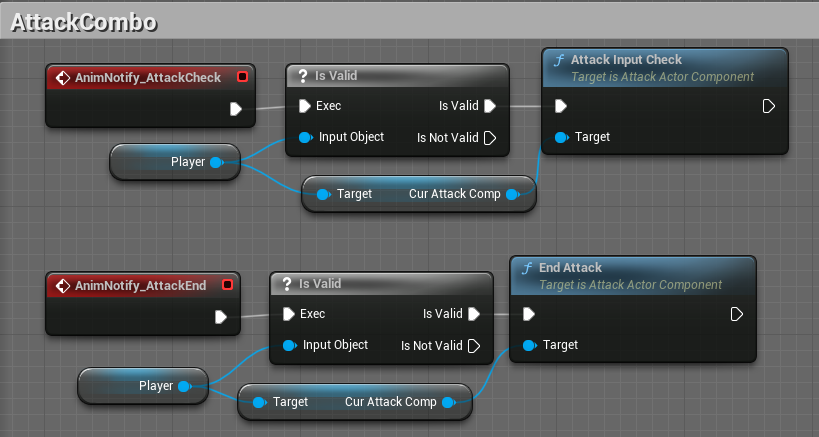 AttackCombo
AnimNotify_AttackCheck
? Is Valid
Exec Is Valid
Input Object Is Not Valid
Player
Target Cur Attack Comp
f Attack Input Check
Target is Attack Actor Component
Target
AnimNotify_AttackEnd
? Is Valid
Exec Is Valid
Input Object Is Not Valid
Player
Target Cur Attack Comp
f End Attack
Target is Attack Actor Component
Target